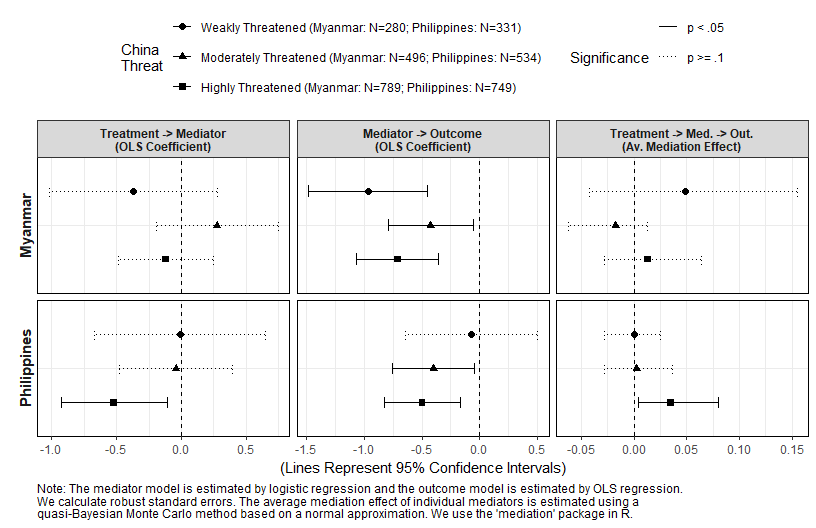 China
Threat
Weakly Threatened (Myanmar: N=280; Philippines: N=331)
Moderately Threatened (Myanmar: N=496; Philippines: N=534)
Highly Threatened (Myanmar: N=789; Philippines: N=749)
Significance
p < .05
p >= .1
Treatment -> Mediator
(OLS Coefficient)
Mediator -> Outcome
(OLS Coefficient)
Treatment -> Med. -> Out.
(Av. Mediation Effect)
Myanmar
Philippines
-1.0 -0.5 0.0 0.5
-1.5 -1.0 -0.5 0.0 0.5
-0.05 0.00 0.05 0.10 0.15
(Lines Represent 95% Confidence Intervals)
Note: The mediator model is estimated by logistic regression and the outcome model is estimated by OLS regression.
We calculate robust standard errors. The average mediation effect of individual mediators is estimated using a
quasi-Bayesian Monte Carlo method based on a normal approximation. We use the 'mediation' package in R.